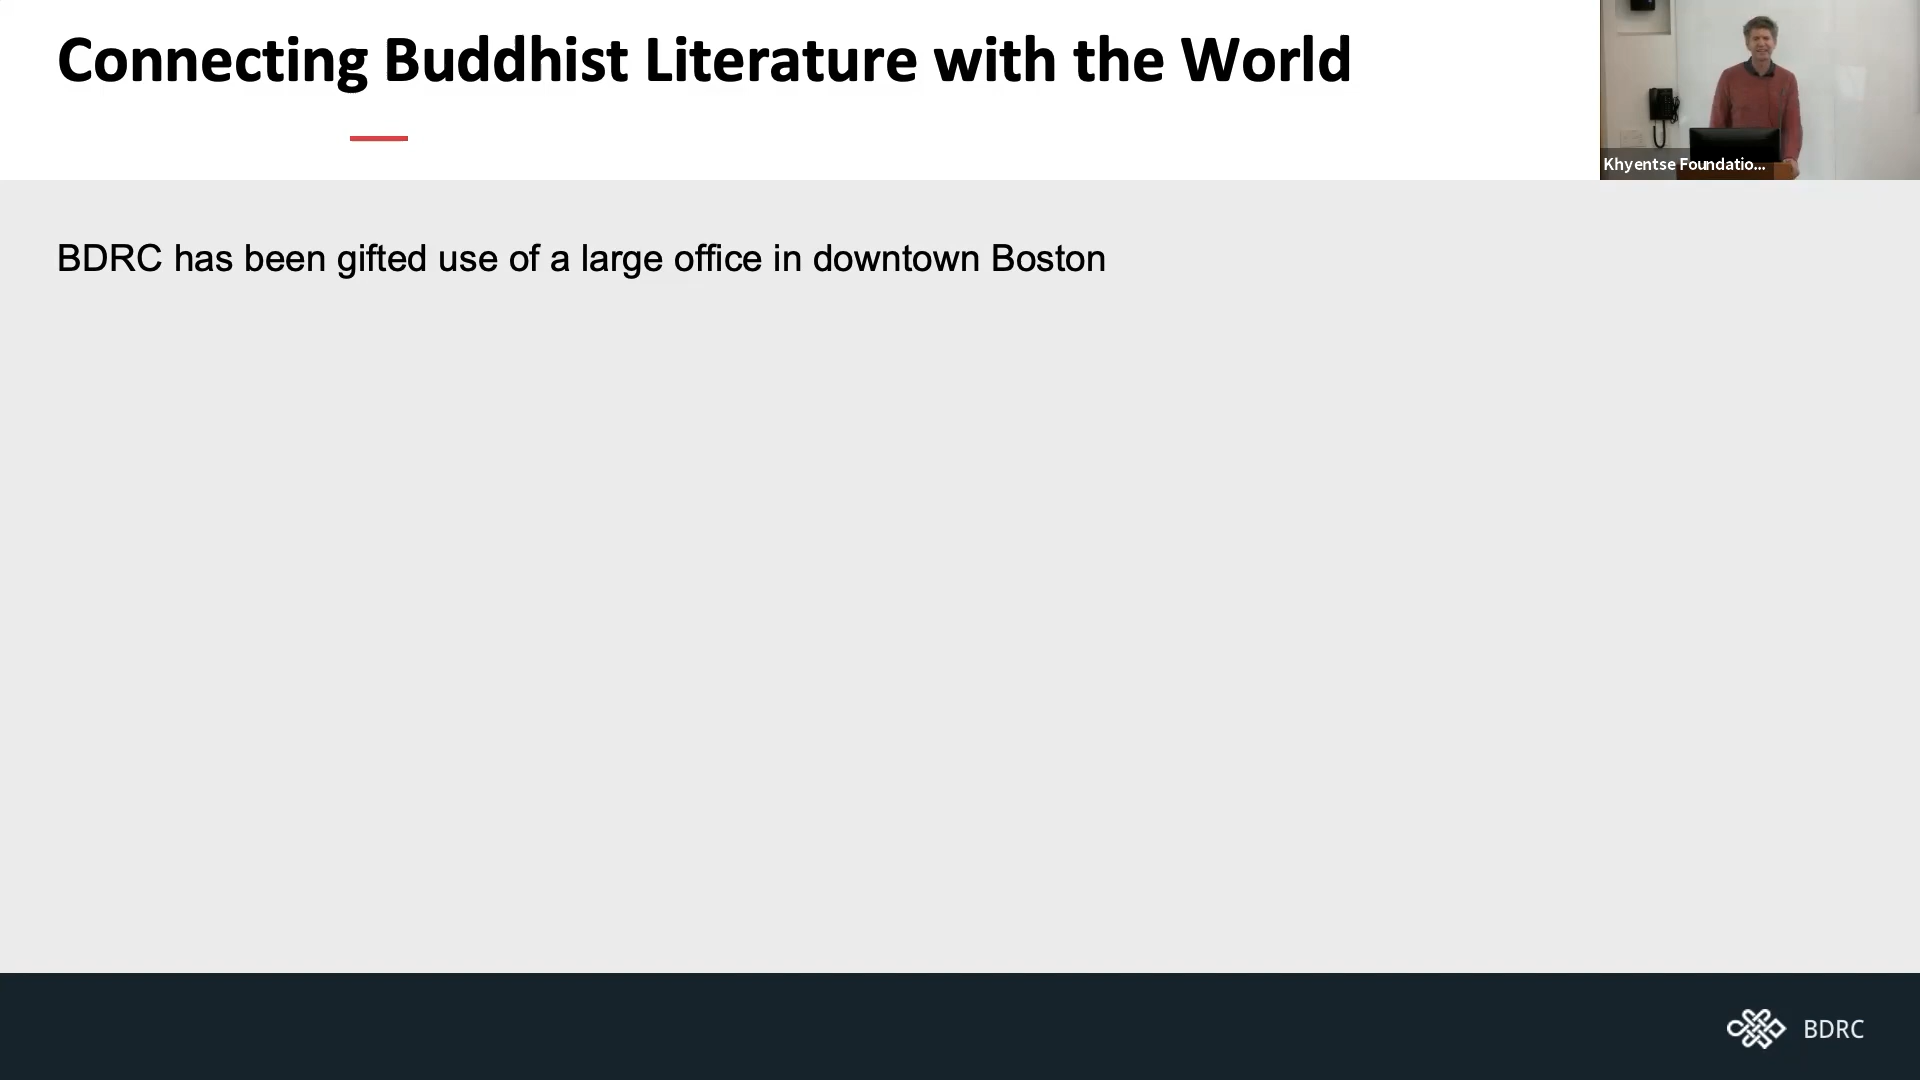 Connecting Buddhist Literature with the World
Khyentse Foundatio...
BDRC has been gifted use of a large office in downtown Boston
BDRC